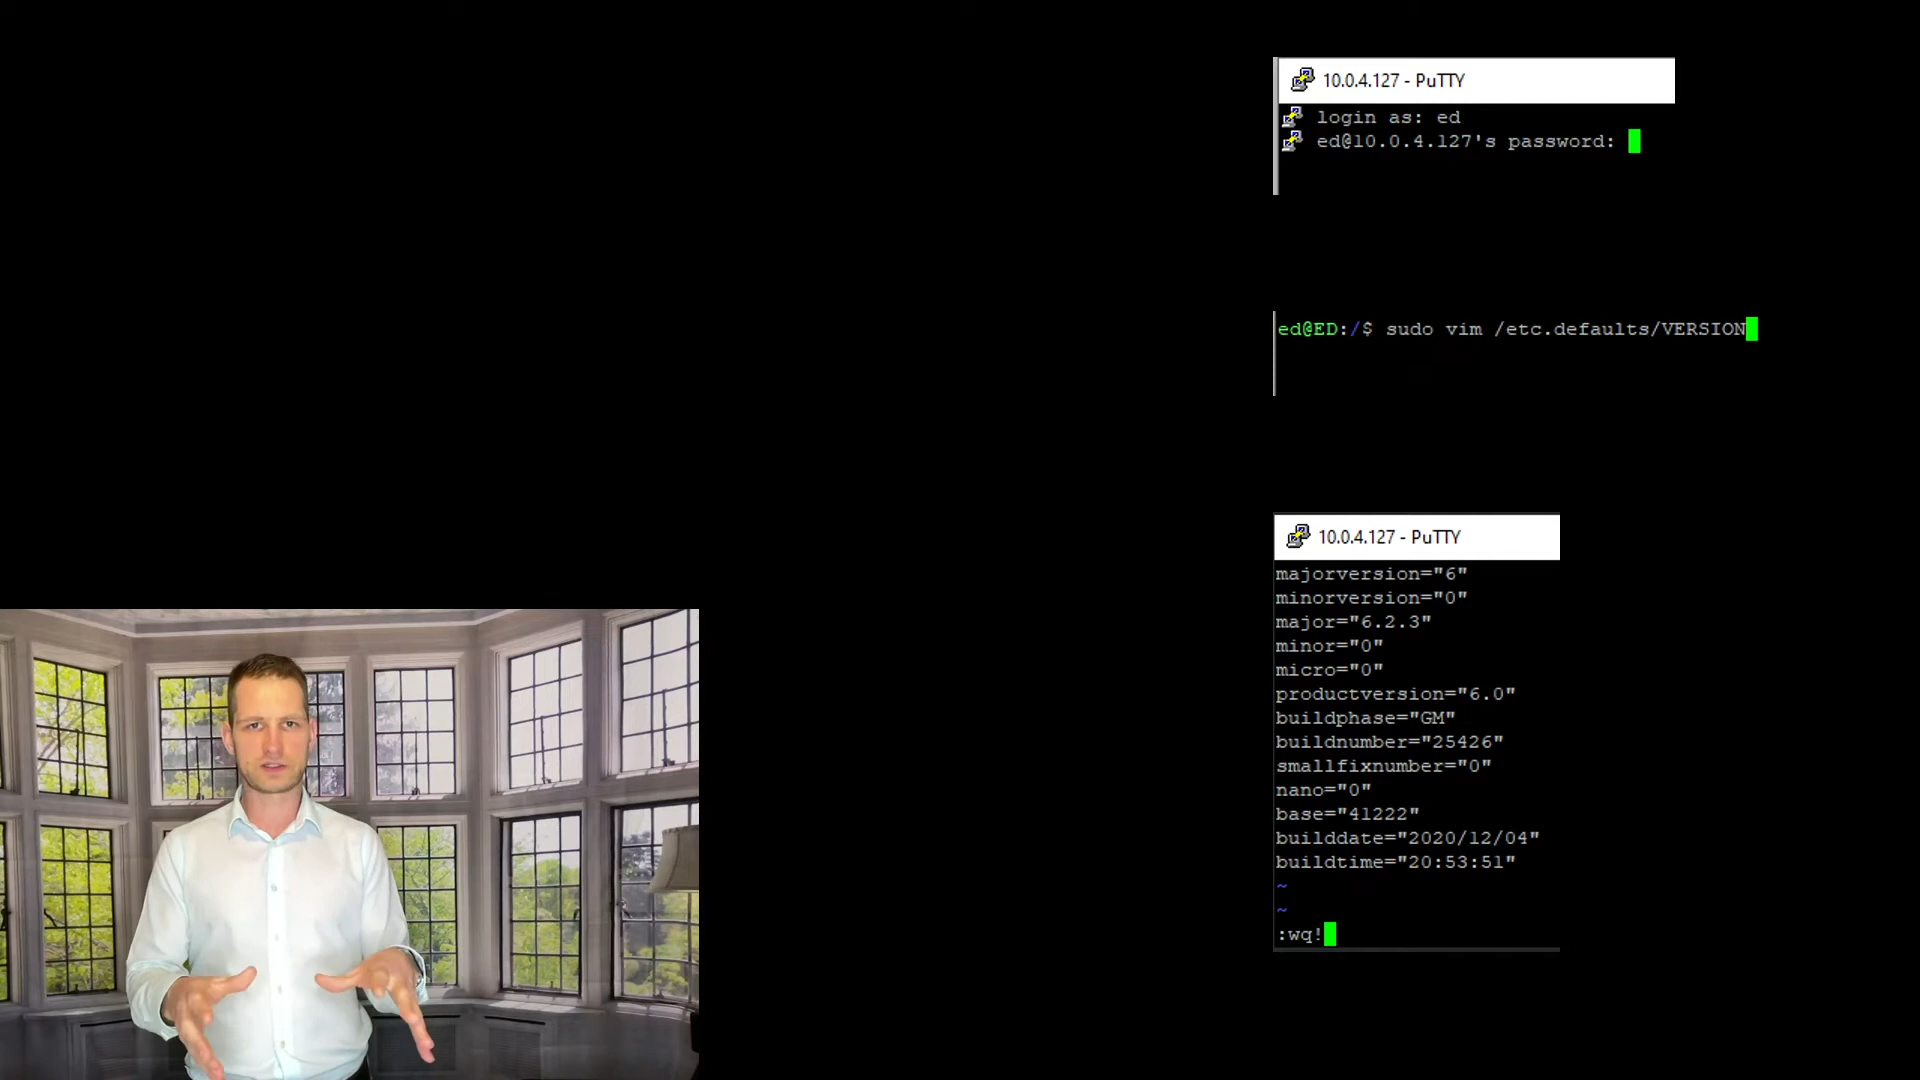 10.0.4.127 - PuTTY
login as: ed
ed@10.0.4.127's password:
ed@ED:/$ sudo vim /etc.defaults/VERSION
10.0.4.127 - PuTTY
majorversion="6"
minorversion="0"
major="6.2.3"
minor="0"
micro="0"
productversion="6.0"
buildphase="GM"
buildnumber="25426"
smallfixnumber="0"
nano="0"
base="41222"
builddate="2020/12/04"
buildtime="20:53:51"
~
~
:wq!